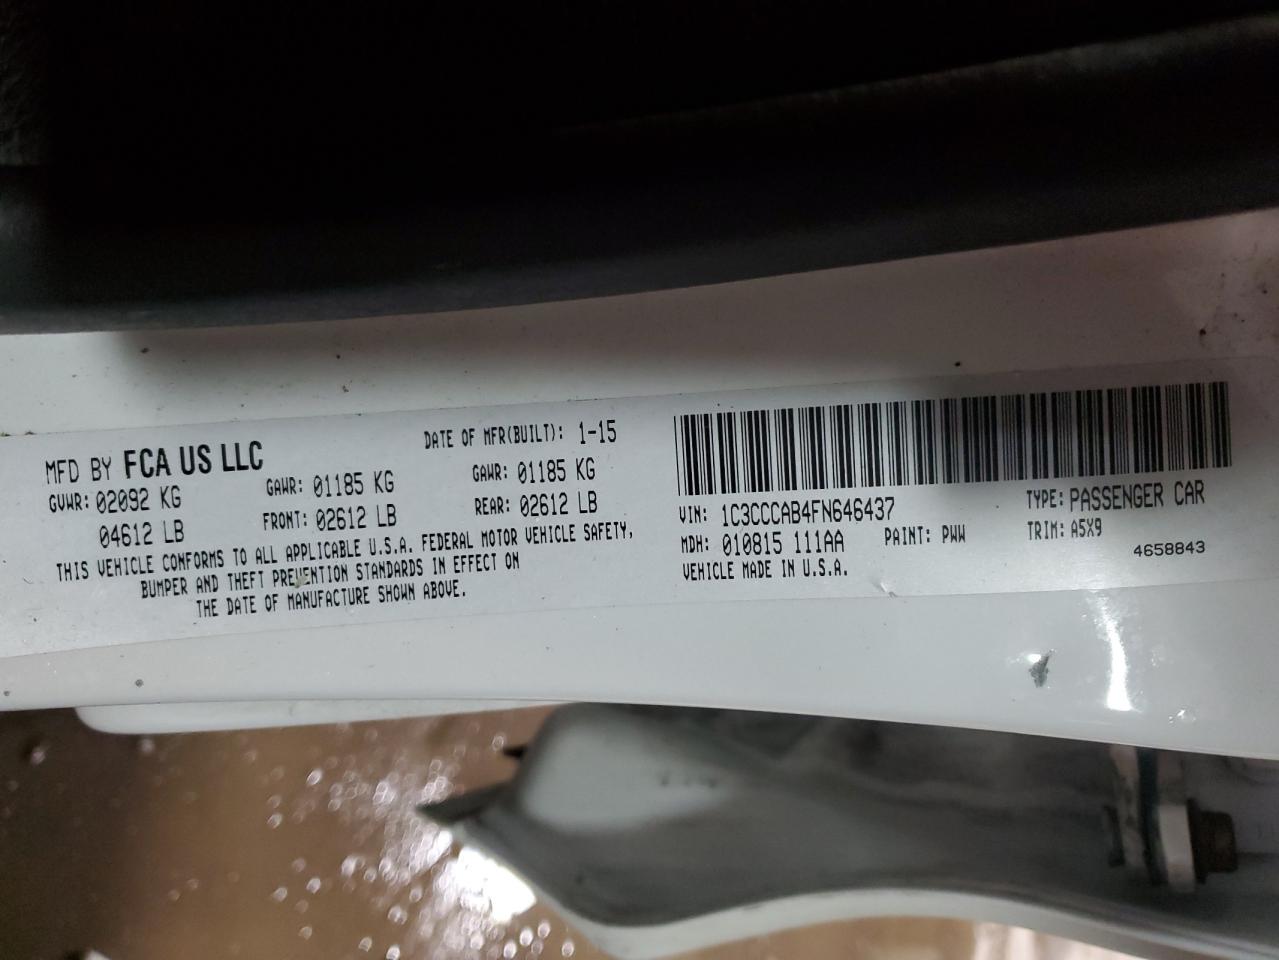 MFD BY FCA US LLC DATE OF MFR(BUILT): 1-15
GVWR: 02092 KG GAWR: 01185 KG GAWR: 01185 KG
04612 LB FRONT: 02612 LB REAR: 02612 LB
THIS VEHICLE CONFORMS TO ALL APPLICABLE U.S.A. FEDERAL MOTOR VEHICLE SAFETY,
BUMPER AND THEFT PREVENTION STANDARDS IN EFFECT ON
THE DATE OF MANUFACTURE SHOWN ABOVE.
VIN: 1C3CCCAB4FN646437 TYPE: PASSENGER CAR
MDH: 010815 111AA PAINT: PWW TRIM: A5X9
VEHICLE MADE IN U.S.A. 4658843